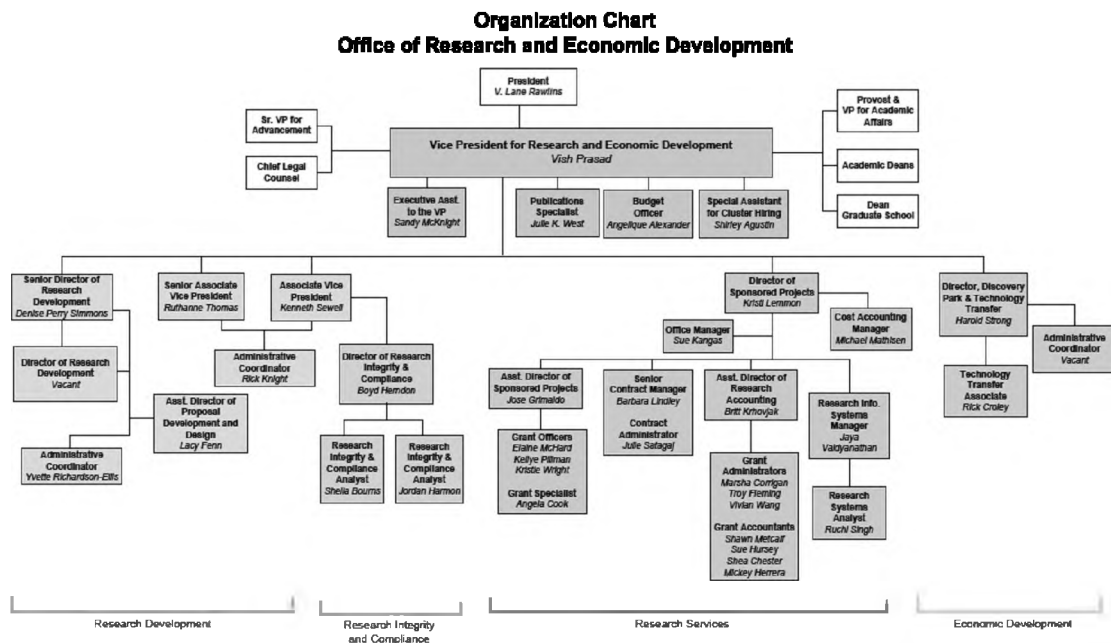 Organization Chart
Office of Research and Economic Development
President
V. Lane Rawlins
Sr. VP for
Advancement
Chief Legal
Counsel
Vice President for Research and Economic Development
Vish Prasad
Provost &
VP for Academic
Affairs
Academic Deans
Dean
Graduate School
Executive Asst.
to the VP
Sandy McKnight
Publications
Specialist
Julie K. West
Budget
Officer
Angelique Alexander
Special Assistant
for Cluster Hiring
Shirley Agustin
Senior Director of
Research
Development
Denise Perry Simmons
Senior Associate
Vice President
Ruthanne Thomas
Associate Vice
President
Kenneth Sewell
Director of
Sponsored Projects
Kristi Lemmon
Director, Discovery
Park & Technology
Transfer
Harold Strong
Office Manager
Sue Kangas
Cost Accounting
Manager
Michael Mathisen
Administrative
Coordinator
Vacant
Director of Research
Development
Vacant
Administrative
Coordinator
Rick Knight
Director of Research
Integrity &
Compliance
Boyd Herndon
Asst. Director of
Proposal
Development and
Design
Lacy Fenn
Administrative
Coordinator
Yvette Richardson-Ellis
Research
Integrity &
Compliance
Analyst
Shelia Bourns
Research
Integrity &
Compliance
Analyst
Jordan Harmon
Asst. Director of
Sponsored Projects
Jose Grimaldo
Grant Officers
Elaine McHard
Kellye Pillman
Kristie Wright
Grant Specialist
Angela Cook
Senior
Contract Manager
Barbara Lindley
Contract
Administrator
Julie Satagaj
Asst. Director of
Research
Accounting
Britt Krhovjak
Grant
Administrators
Marsha Corrigan
Troy Fleming
Vivian Wang
Grant Accountants
Shawn Metcalf
Sue Hursey
Shea Chester
Mickey Herrera
Research Info.
Systems
Manager
Jaya
Vaidyanathan
Research
Systems
Analyst
Ruchi Singh
Technology
Transfer
Associate
Rick Croley
Research Development
Research Integrity
and Compliance
Research Services
Economic Development